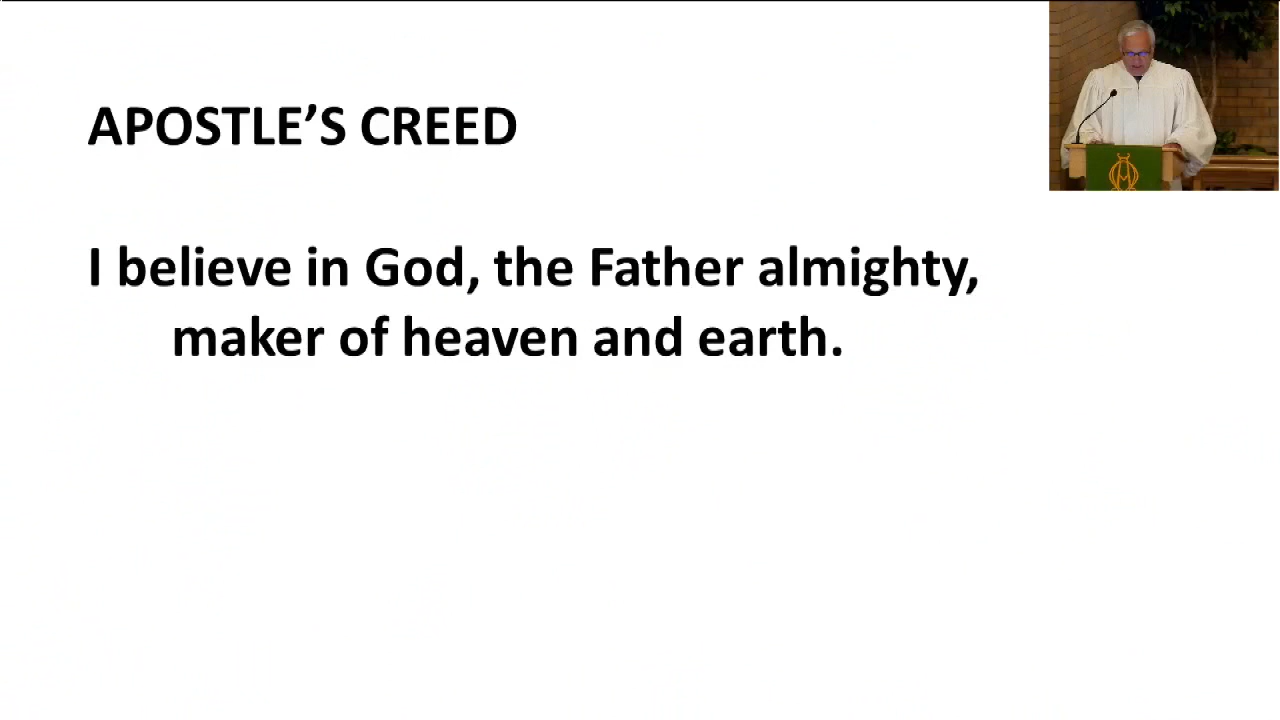 APOSTLE’S CREED
I believe in God, the Father almighty,
maker of heaven and earth.